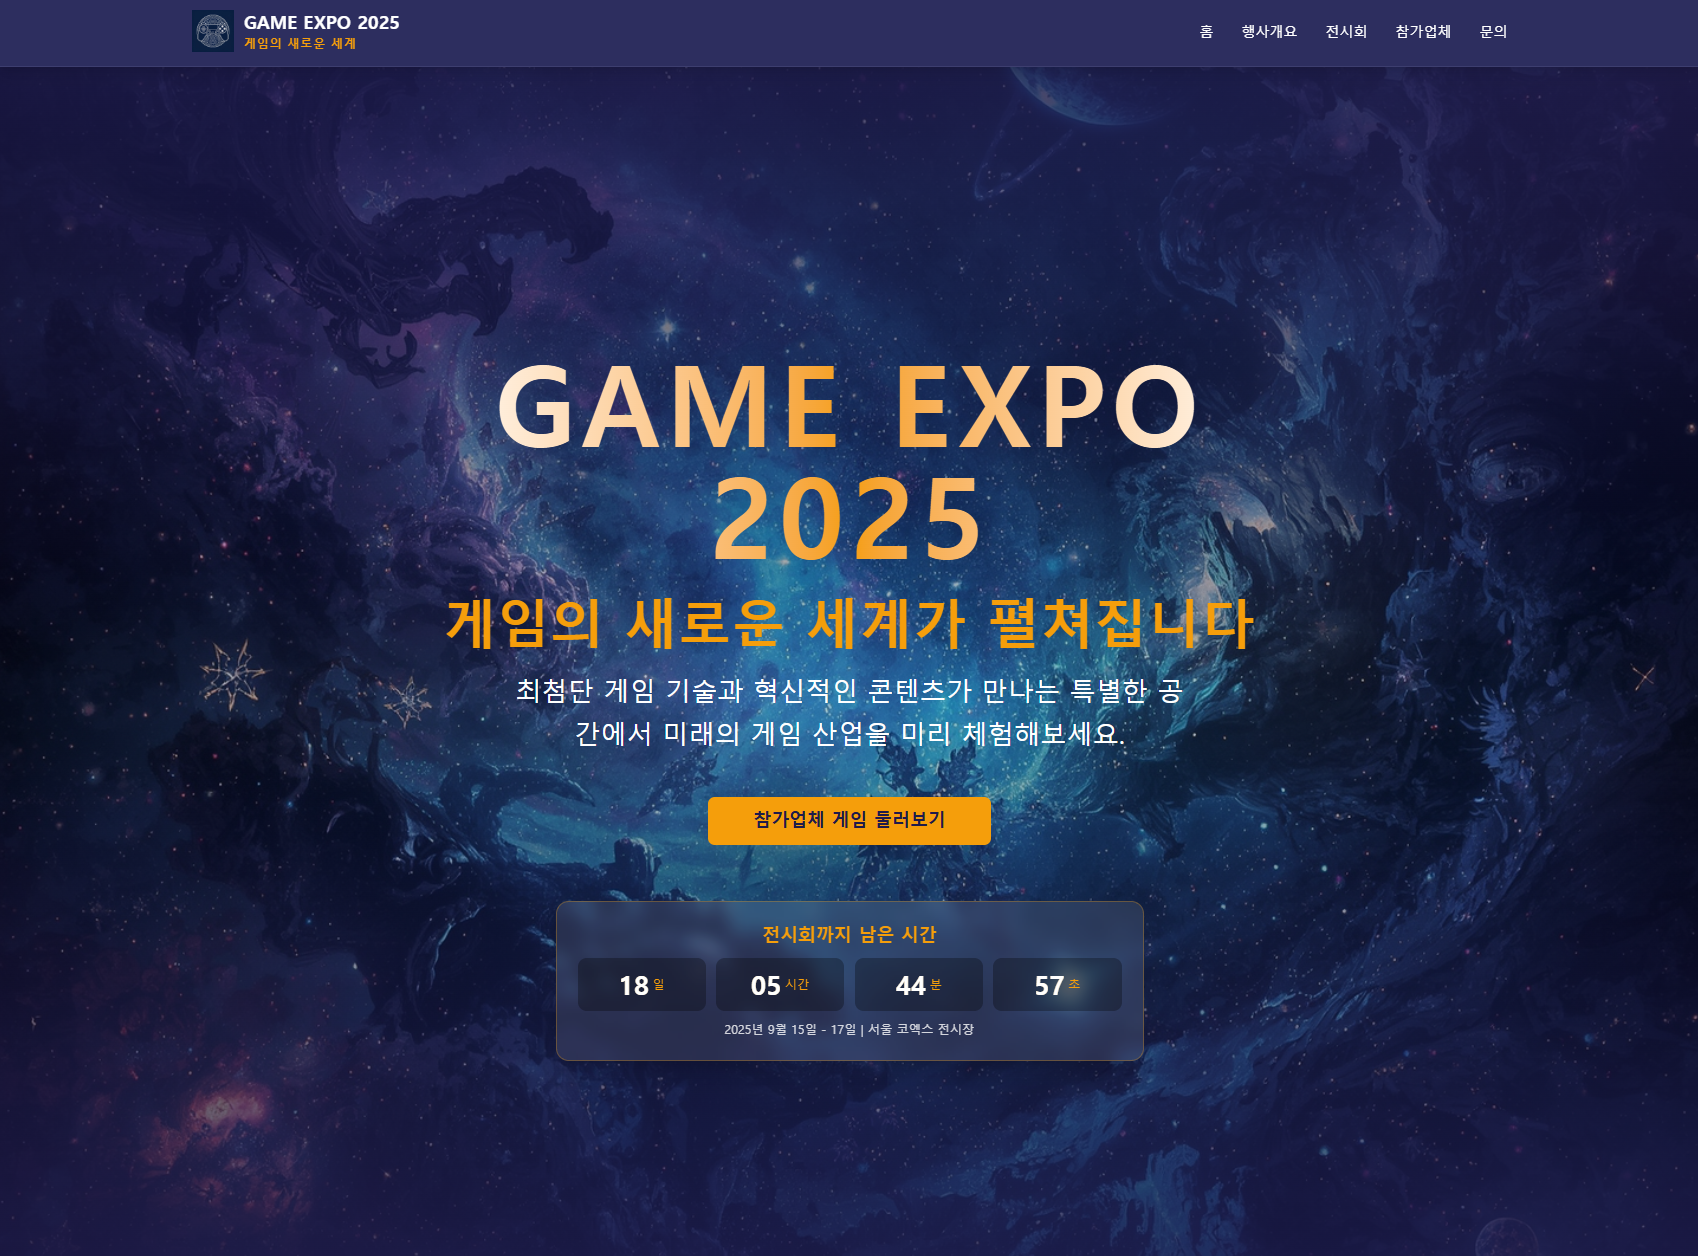 GAME EXPO 2025
게임의 새로운 세계
홈 행사개요 전시회 참가업체 문의
GAME EXPO
2025
게임의 새로운 세계가 펼쳐집니다
최첨단 게임 기술과 혁신적인 콘텐츠가 만나는 특별한 공
간에서 미래의 게임 산업을 마리 체험해보세요.
참가업체 게임 둘러보기
전시회까지 남은 시간
18 일 05 시간 44 분 57 초
2025년 9월 15일 - 17일 | 서울 코엑스 전시장